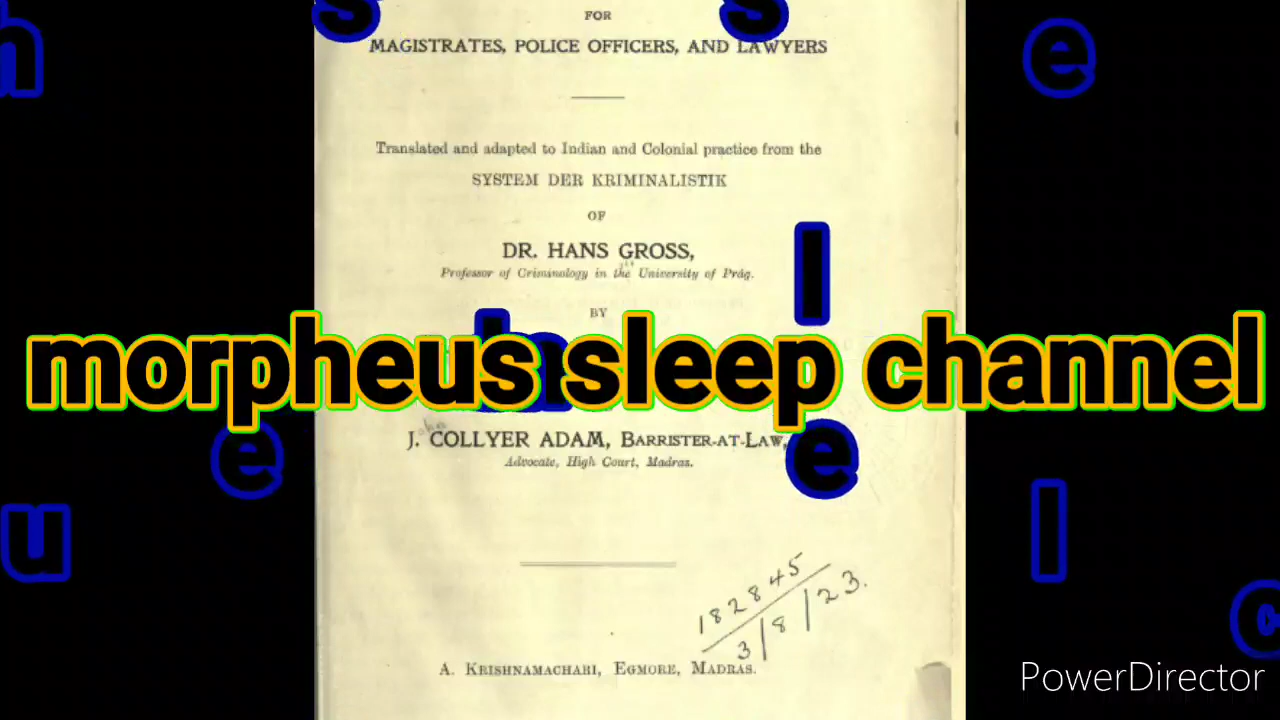 s s
FOR
MAGISTRATES, POLICE OFFICERS, AND LAWYERS
h e
Translated and adapted to Indian and Colonial practice from the
SYSTEM DER KRIMINALISTIK
OF
DR. HANS GROSS,
Professor of Criminology in the University of Prág.
l
BY
morpheus sleep channel
John
J. COLLYER ADAM, BARRISTER-AT-LAW,
e e
Advocate, High Court, Madras.
u l
182845
3/8/23.
c
A. KRISHNAMACHARI, EGMORE, MADRAS.
PowerDirector